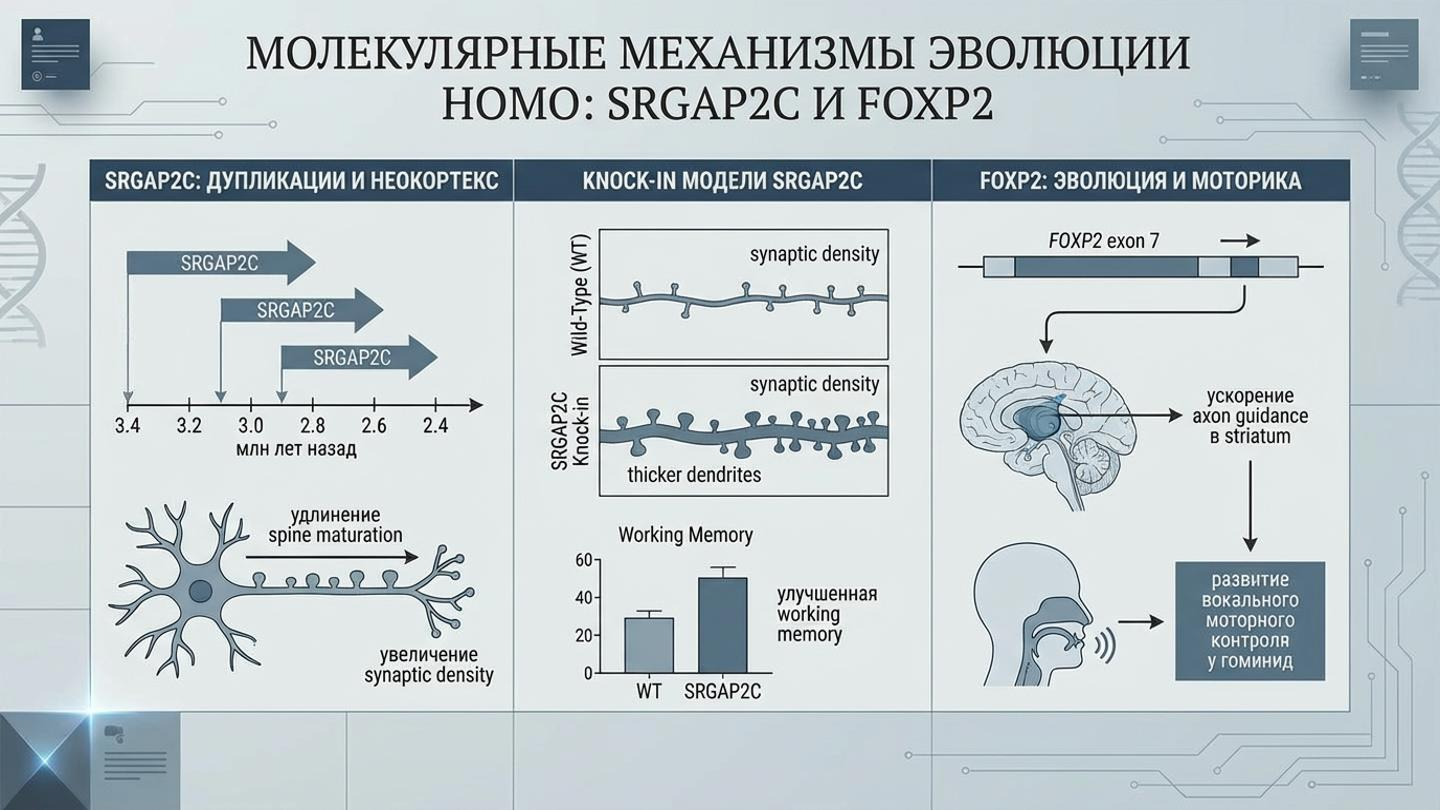 МОЛЕКУЛЯРНЫЕ МЕХАНИЗМЫ ЭВОЛЮЦИИ
HOMO: SRGAP2C И FOXP2
SRGAP2C: ДУПЛИКАЦИИ И НЕОКОРТЕКС
SRGAP2C
SRGAP2C
SRGAP2C
3.4 3.2 3.0 2.8 2.6 2.4
млн лет назад
удлинение
spine maturation
увеличение
synaptic density
KNOCK-IN МОДЕЛИ SRGAP2C
Wild-Type (WT)
synaptic density
SRGAP2C
Knock-in
synaptic density
thicker dendrites
Working Memory
60
40
20
0
WT SRGAP2C
улучшенная
working
memory
FOXP2: ЭВОЛЮЦИЯ И МОТОРИКА
FOXP2 exon 7
ускорение
axon guidance
в striatum
развитие
вокального
моторного
контроля
у гоминид